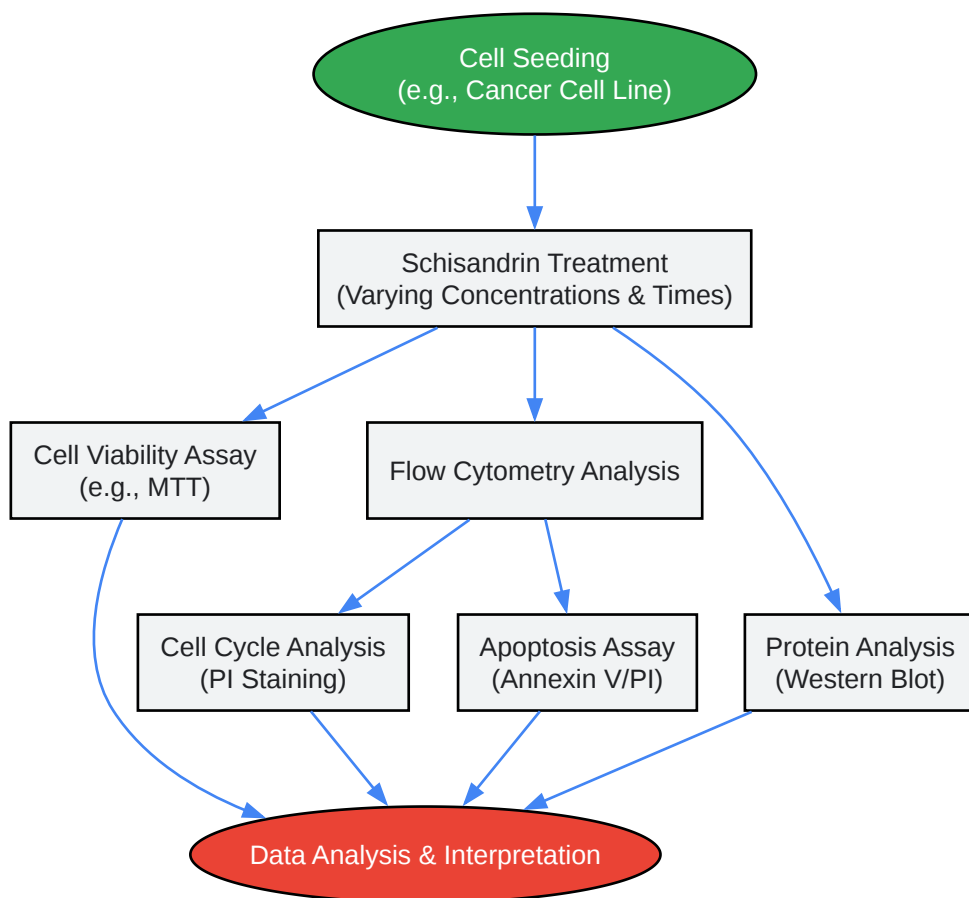 Cell Seeding
(e.g., Cancer Cell Line)
Schisandrin Treatment
(Varying Concentrations & Times)
Cell Viability Assay
(e.g., MTT)
Flow Cytometry Analysis
Cell Cycle Analysis
(PI Staining)
Apoptosis Assay
(Annexin V/PI)
Protein Analysis
(Western Blot)
Data Analysis & Interpretation